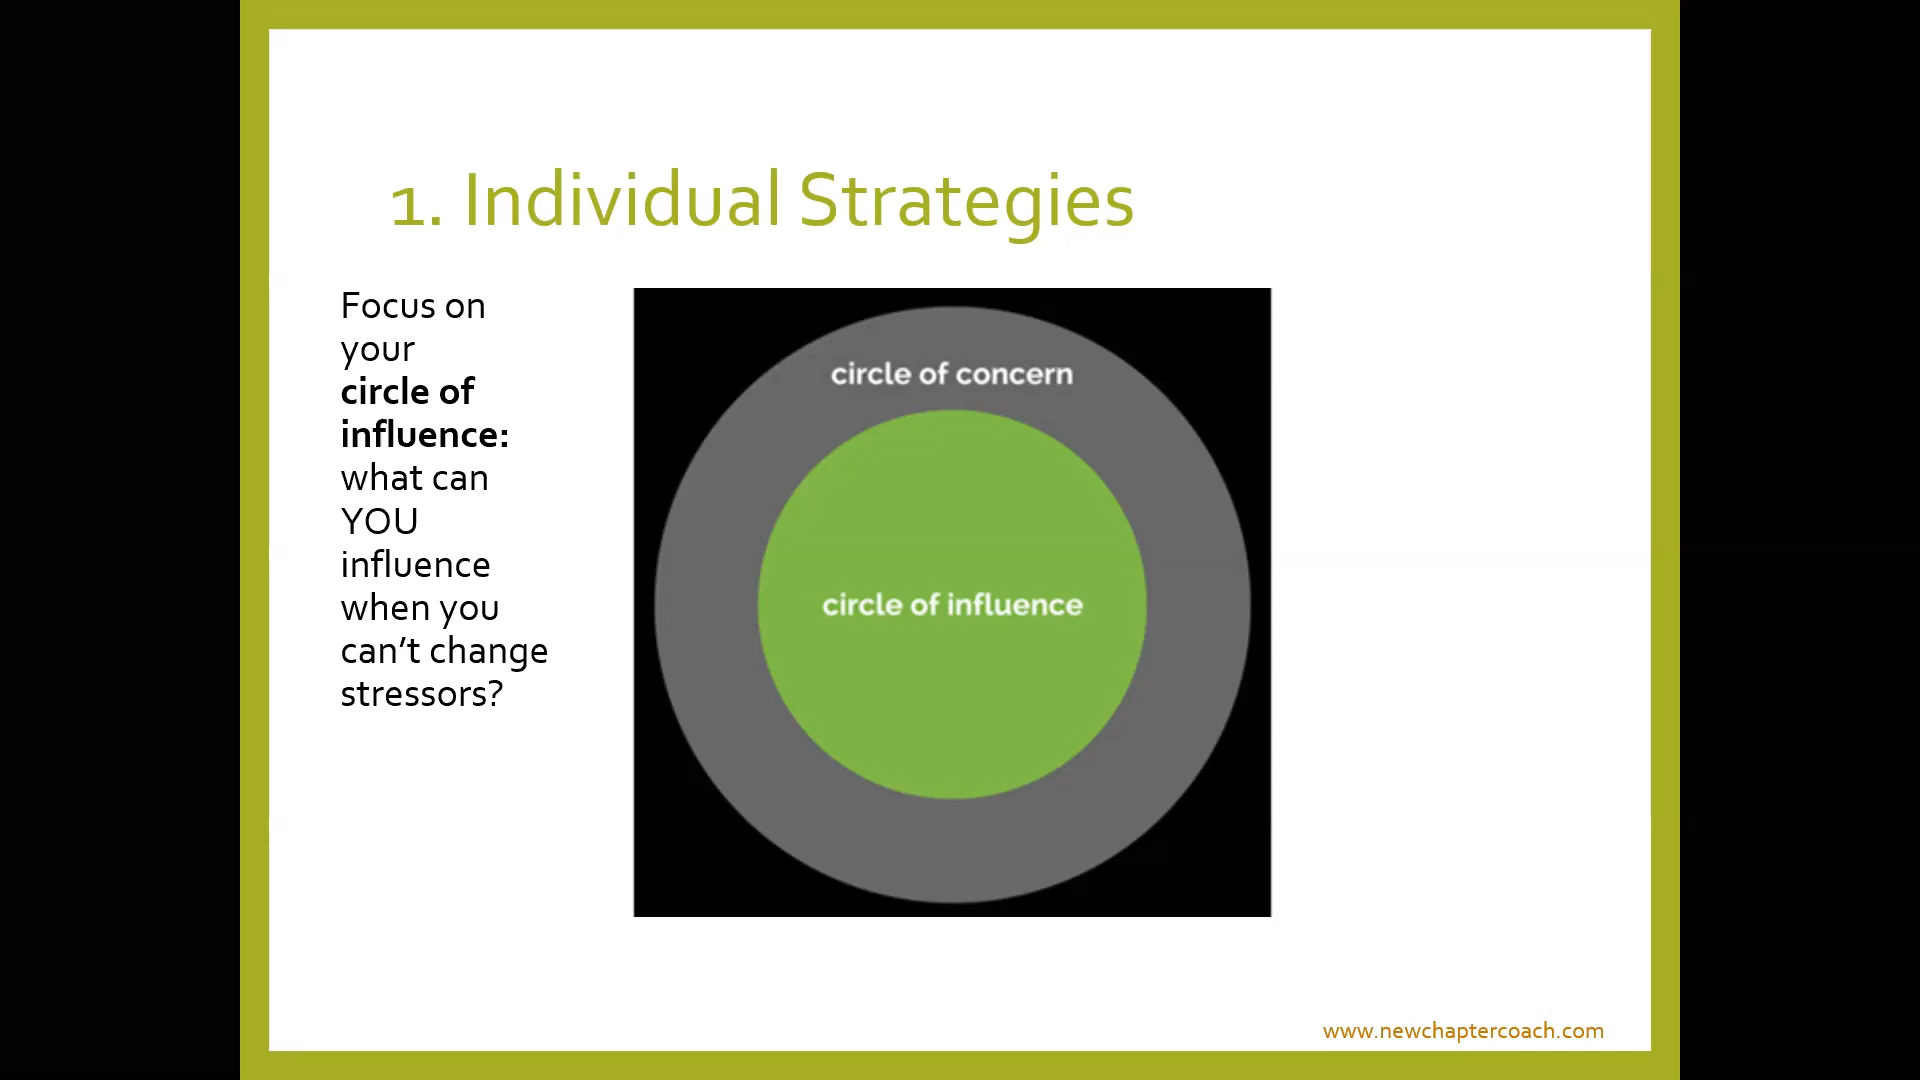 1. Individual Strategies
Focus on
your
circle of
influence:
what can
YOU
influence
when you
can’t change
stressors?
circle of concern
circle of influence
www.newchaptercoach.com